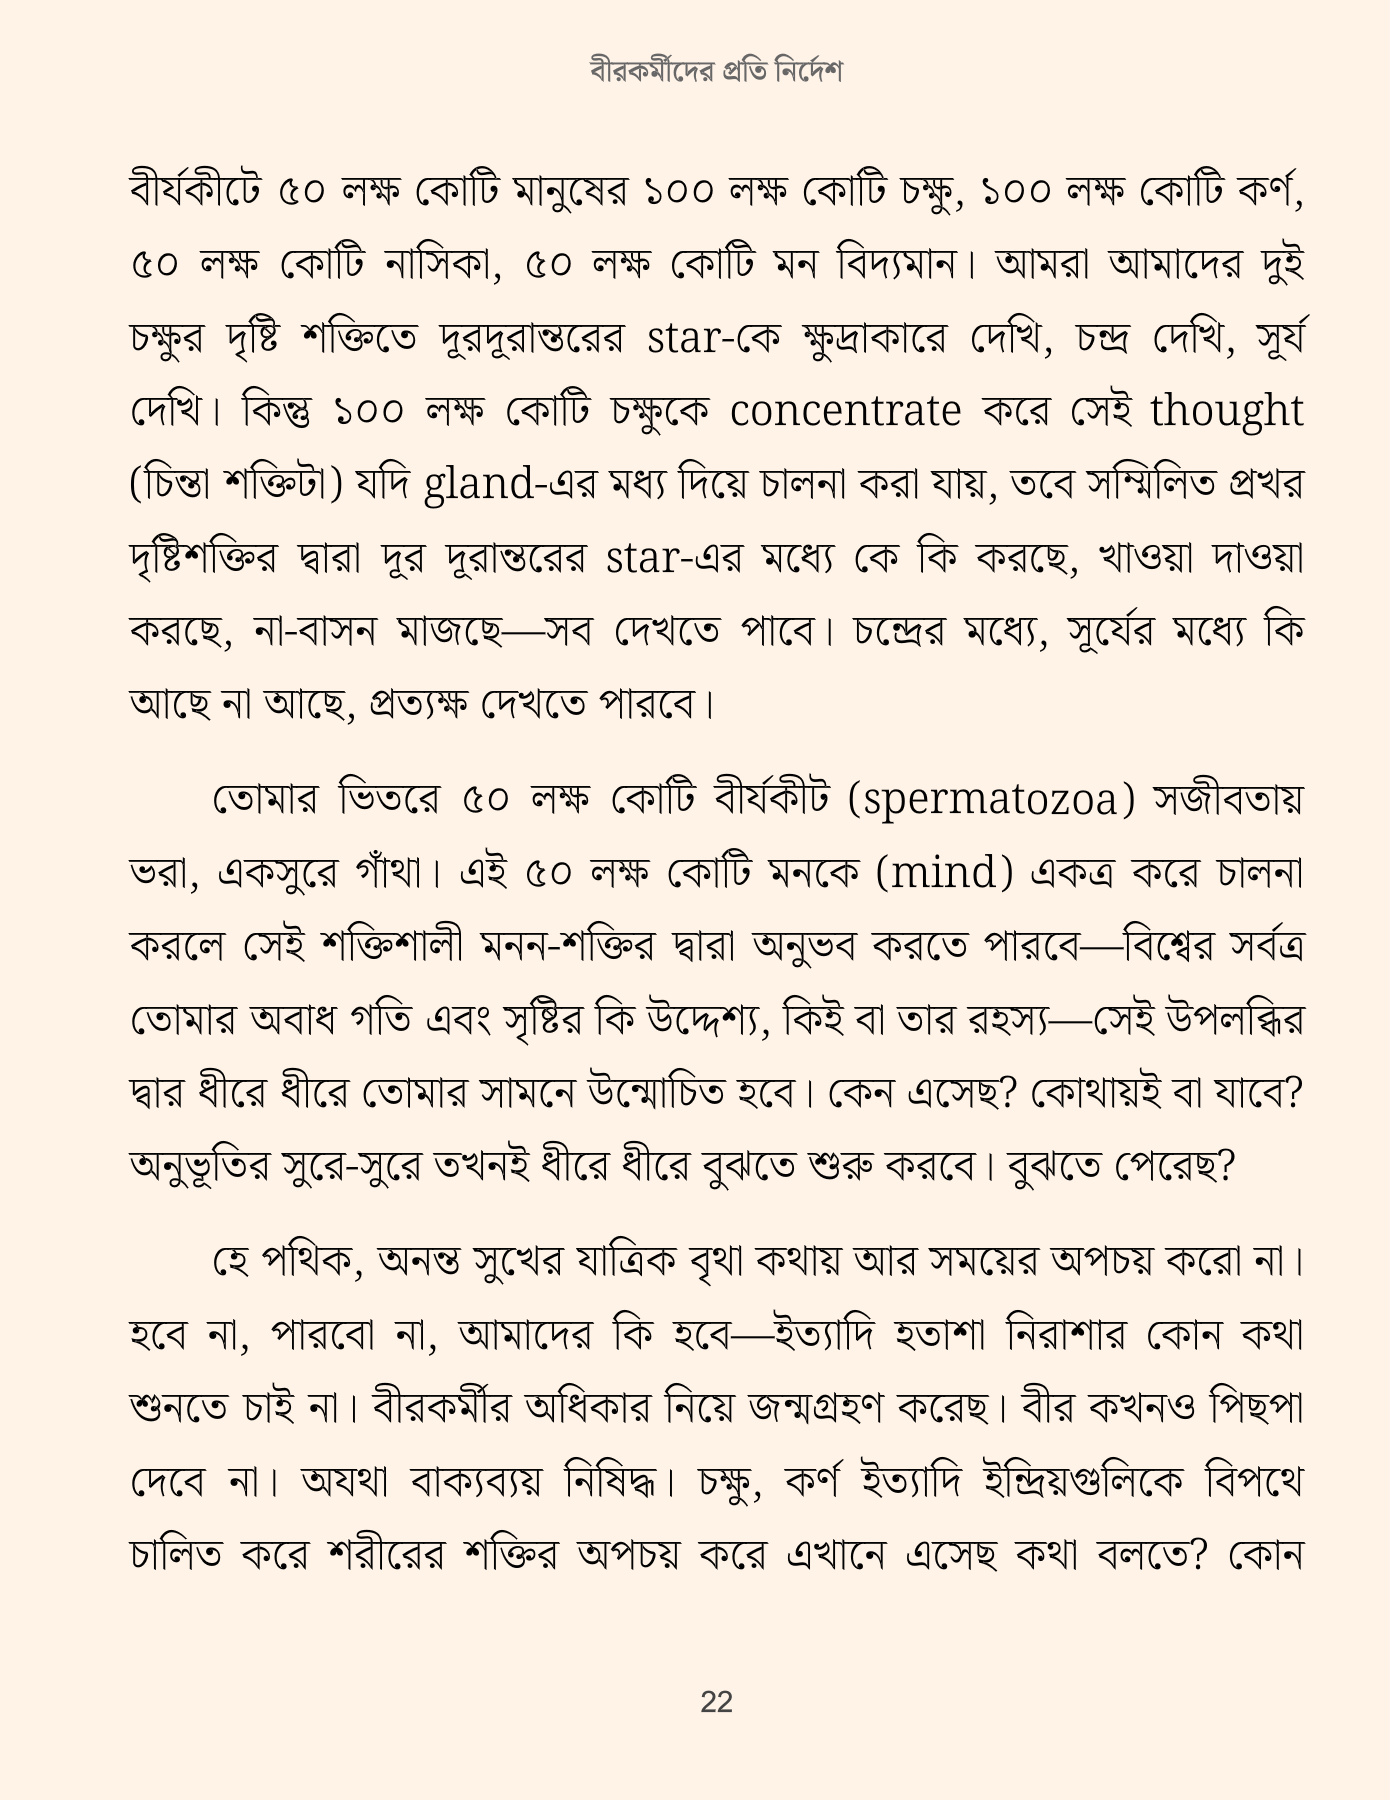 বীরকর্মীদের প্রতি নির্দেশ
বীর্যকীটে ৫০ লক্ষ কোটি মানুষের ১০০ লক্ষ কোটি চক্ষু, ১০০ লক্ষ কোটি কর্ণ,
৫০ লক্ষ কোটি নাসিকা, ৫০ লক্ষ কোটি মন বিদ্যমান। আমরা আমাদের দুই
চক্ষুর দৃষ্টি শক্তিতে দূরদূরান্তরের star-কে ক্ষুদ্রাকারে দেখি, চন্দ্র দেখি, সূর্য
দেখি। কিন্তু ১০০ লক্ষ কোটি চক্ষুকে concentrate করে সেই thought
(চিন্তা শক্তিটা) যদি gland-এর মধ্য দিয়ে চালনা করা যায়, তবে সম্মিলিত প্রখর
দৃষ্টিশক্তির দ্বারা দূর দূরান্তরের star-এর মধ্যে কে কি করছে, খাওয়া দাওয়া
করছে, না-বাসন মাজছে—সব দেখতে পাবে। চন্দ্রের মধ্যে, সূর্যের মধ্যে কি
আছে না আছে, প্রত্যক্ষ দেখতে পারবে।
তোমার ভিতরে ৫০ লক্ষ কোটি বীর্যকীট (spermatozoa) সজীবতায়
ভরা, একসুরে গাঁথা। এই ৫০ লক্ষ কোটি মনকে (mind) একত্র করে চালনা
করলে সেই শক্তিশালী মনন-শক্তির দ্বারা অনুভব করতে পারবে—বিশ্বের সর্বত্র
তোমার অবাধ গতি এবং সৃষ্টির কি উদ্দেশ্য, কিই বা তার রহস্য—সেই উপলব্ধির
দ্বার ধীরে ধীরে তোমার সামনে উন্মোচিত হবে। কেন এসেছ? কোথায়ই বা যাবে?
অনুভূতির সুরে-সুরে তখনই ধীরে ধীরে বুঝতে শুরু করবে। বুঝতে পেরেছ?
হে পথিক, অনন্ত সুখের যাত্রিক বৃথা কথায় আর সময়ের অপচয় করো না।
হবে না, পারবো না, আমাদের কি হবে—ইত্যাদি হতাশা নিরাশার কোন কথা
শুনতে চাই না। বীরকর্মীর অধিকার নিয়ে জন্মগ্রহণ করেছ। বীর কখনও পিছপা
দেবে না। অযথা বাক্যব্যয় নিষিদ্ধ। চক্ষু, কর্ণ ইত্যাদি ইন্দ্রিয়গুলিকে বিপথে
চালিত করে শরীরের শক্তির অপচয় করে এখানে এসেছ কথা বলতে? কোন
22